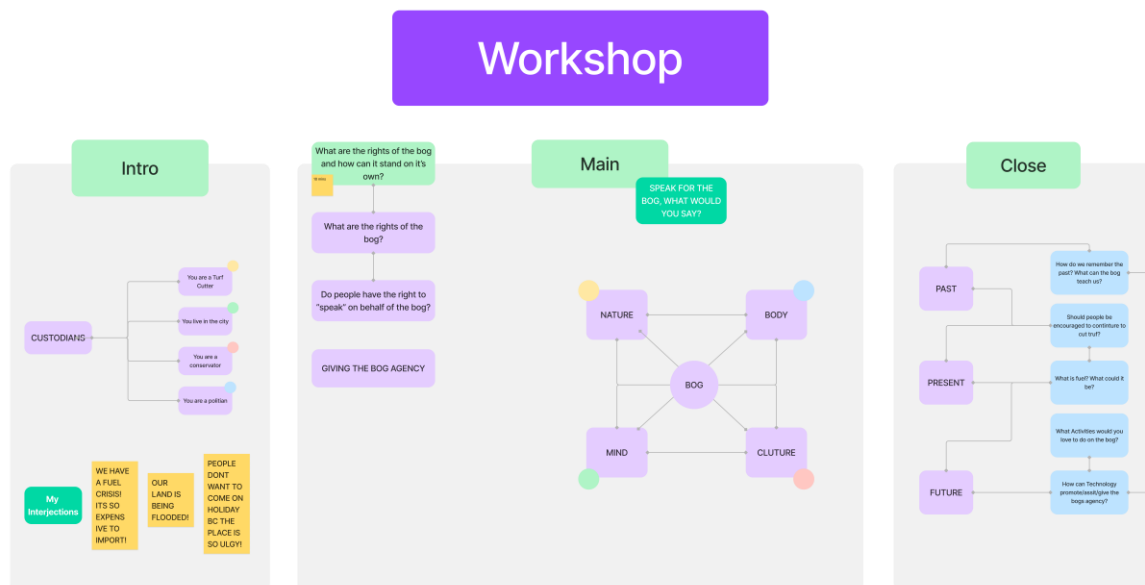 Workshop
Intro
CUSTODIANS
You are a Turf
Cutter
You live in the city
You are a
conservator
You are a politian
My
Interjections
WE HAVE
A FUEL
CRISIS!
ITS SO
EXPENS
IVE TO
IMPORT!
OUR
LAND IS
BEING
FLOODED!
PEOPLE
DONT
WANT TO
COME ON
HOLIDAY
BC THE
PLACE IS
SO ULGY!
What are the rights of the bog
and how can it stand on it's
own?
What are the rights of the
bog?
Do people have the right to
"speak" on behalf of the bog?
GIVING THE BOG AGENCY
Main
SPEAK FOR THE
BOG, WHAT WOULD
YOU SAY?
NATURE
BODY
BOG
MIND
CLUTURE
Close
PAST
PRESENT
FUTURE
How do we remember the
past? What can the bog
teach us?
Should people be
encouraged to continture to
cut truf?
What is fuel? What could it
be?
What Activities would you
love to do on the bog?
How can Technology
promote/assit/give the
bogs agency?